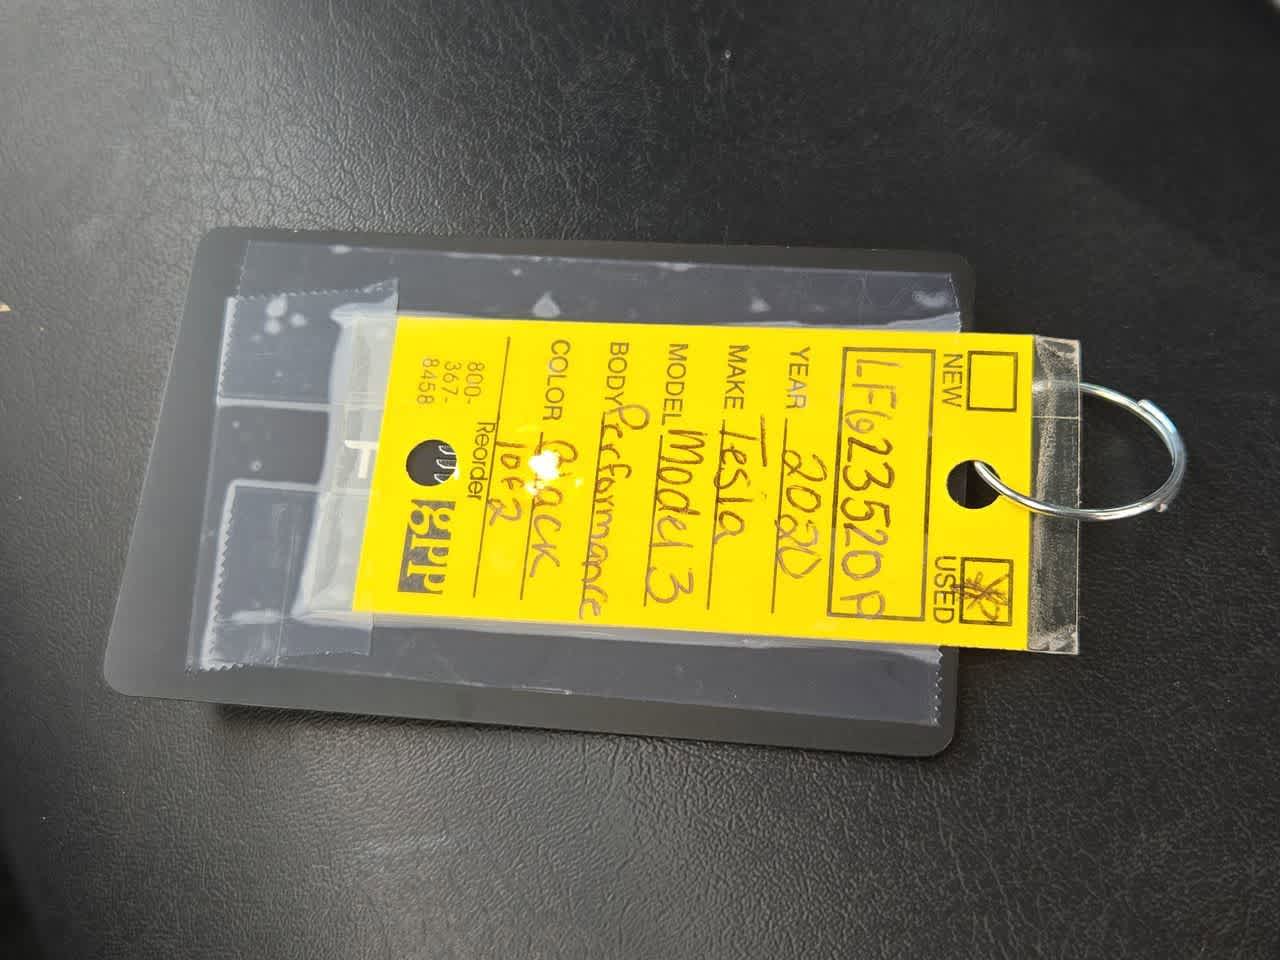 NEW USED
LF623520P
YEAR 2020
MAKE Tesla
MODEL Model 3
BODY Performance
COLOR Black
1 of 2
Reorder
800-
367-
8458
T